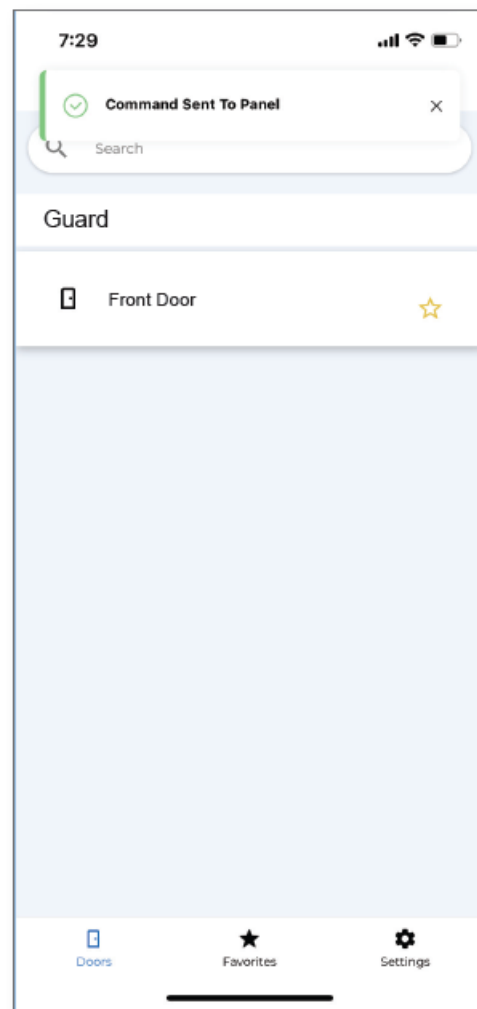 7:29
Command Sent To Panel
Search
Guard
Front Door
Doors
Favorites
Settings